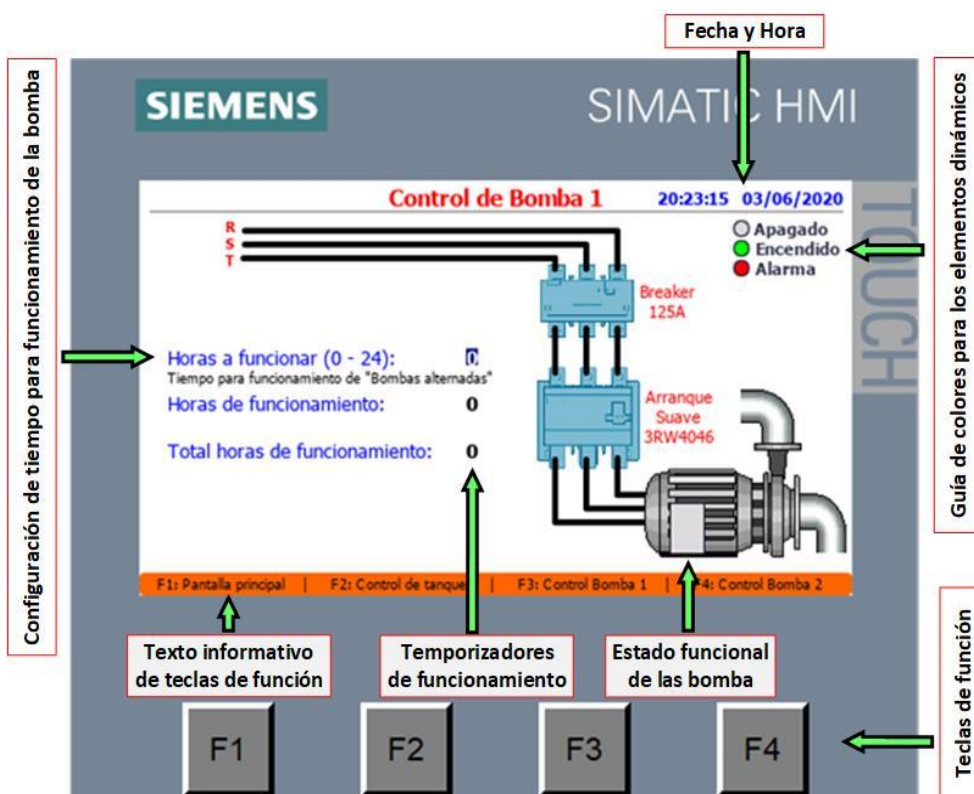 Fecha y Hora
Configuración de tiempo para funcionamiento de la bomba
SIEMENS
SIMATIC HMI
TOUCH
Guía de colores para los elementos dinámicos
Control de Bomba 1
20:23:15 03/06/2020
R
S
T
Apagado
Encendido
Alarma
Breaker
125A
Horas a funcionar (0 - 24): 0
Tiempo para funcionamiento de "Bombas alternadas"
Horas de funcionamiento: 0
Total horas de funcionamiento: 0
Arranque
Suave
3RW4046
F1: Pantalla principal | F2: Control de tanque | F3: Control Bomba 1 | F4: Control Bomba 2
Texto informativo
de teclas de función
Temporizadores
de funcionamiento
Estado funcional
de las bomba
Teclas de función
F1
F2
F3
F4